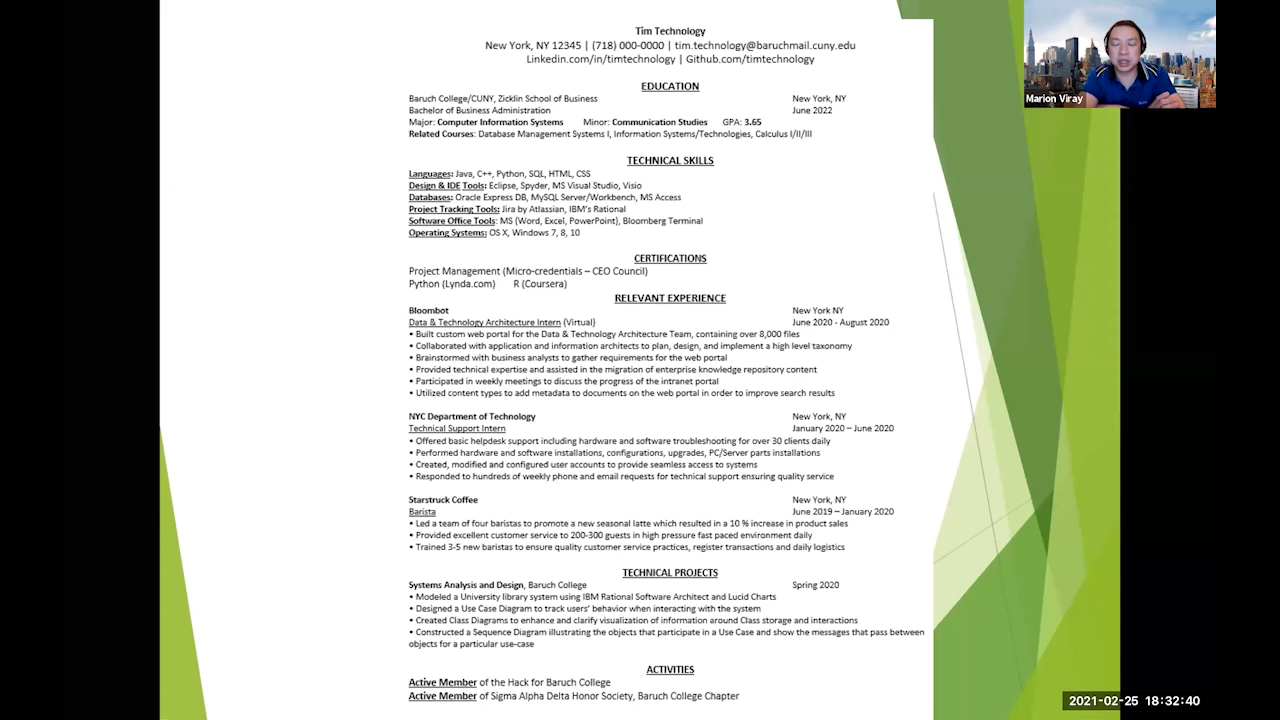 Tim Technology
New York, NY 12345 | (718) 000-0000 | tim.technology@baruchmail.cuny.edu
Linkedin.com/in/timtechnology | Github.com/timtechnology
EDUCATION
Baruch College/CUNY, Zicklin School of Business New York, NY
Bachelor of Business Administration June 2022
Major: Computer Information Systems Minor: Communication Studies GPA: 3.65
Related Courses: Database Management Systems I, Information Systems/Technologies, Calculus I/II/III
TECHNICAL SKILLS
Languages: Java, C++, Python, SQL, HTML, CSS
Design & IDE Tools: Eclipse, Spyder, MS Visual Studio, Visio
Databases: Oracle Express DB, MySQL Server/Workbench, MS Access
Project Tracking Tools: Jira by Atlassian, IBM's Rational
Software Office Tools: MS (Word, Excel, PowerPoint), Bloomberg Terminal
Operating Systems: OS X, Windows 7, 8, 10
CERTIFICATIONS
Project Management (Micro-credentials – CEO Council)
Python (Lynda.com) R (Coursera)
RELEVANT EXPERIENCE
Bloombot New York NY
Data & Technology Architecture Intern (Virtual) June 2020 - August 2020
• Built custom web portal for the Data & Technology Architecture Team, containing over 8,000 files
• Collaborated with application and information architects to plan, design, and implement a high level taxonomy
• Brainstormed with business analysts to gather requirements for the web portal
• Provided technical expertise and assisted in the migration of enterprise knowledge repository content
• Participated in weekly meetings to discuss the progress of the intranet portal
• Utilized content types to add metadata to documents on the web portal in order to improve search results
NYC Department of Technology New York, NY
Technical Support Intern January 2020 – June 2020
• Offered basic helpdesk support including hardware and software troubleshooting for over 30 clients daily
• Performed hardware and software installations, configurations, upgrades, PC/Server parts installations
• Created, modified and configured user accounts to provide seamless access to systems
• Responded to hundreds of weekly phone and email requests for technical support ensuring quality service
Starstruck Coffee New York, NY
Barista June 2019 – January 2020
• Led a team of four baristas to promote a new seasonal latte which resulted in a 10 % increase in product sales
• Provided excellent customer service to 200-300 guests in high pressure fast paced environment daily
• Trained 3-5 new baristas to ensure quality customer service practices, register transactions and daily logistics
TECHNICAL PROJECTS
Systems Analysis and Design, Baruch College Spring 2020
• Modeled a University library system using IBM Rational Software Architect and Lucid Charts
• Designed a Use Case Diagram to track users' behavior when interacting with the system
• Created Class Diagrams to enhance and clarify visualization of information around Class storage and interactions
• Constructed a Sequence Diagram illustrating the objects that participate in a Use Case and show the messages that pass between
objects for a particular use-case
ACTIVITIES
Active Member of the Hack for Baruch College
Active Member of Sigma Alpha Delta Honor Society, Baruch College Chapter
Marion Viray
2021-02-25 18:32:40